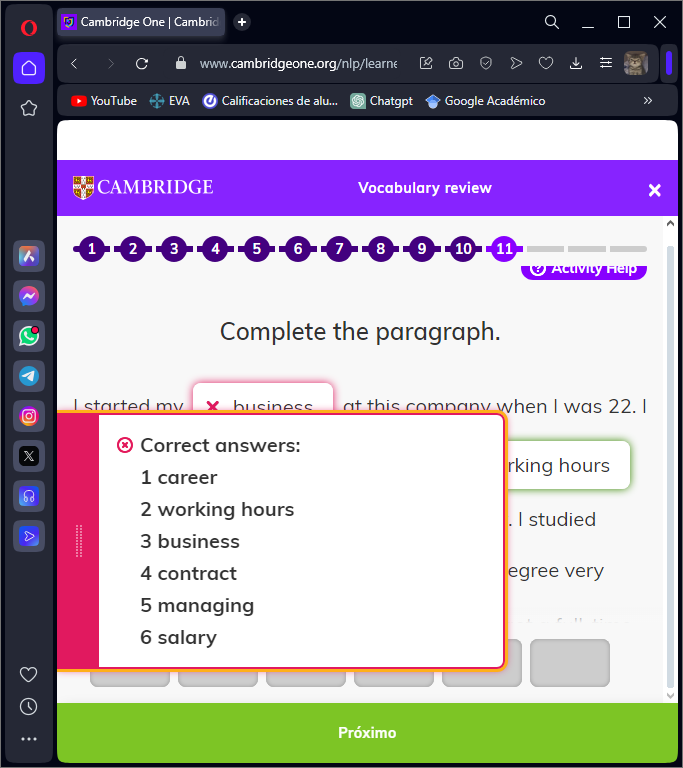 Cambridge One | Cambrid
www.cambridgeone.org/nlp/learne
YouTube
EVA
Calificaciones de alu...
Chatgpt
Google Académico
»
CAMBRIDGE
Vocabulary review
1 2 3 4 5 6 7 8 9 10 11
Activity Help
Complete the paragraph.
I started my business at this company when I was 22. I
rking hours
. I studied
egree very
Correct answers:
1 career
2 working hours
3 business
4 contract
5 managing
6 salary
Próximo